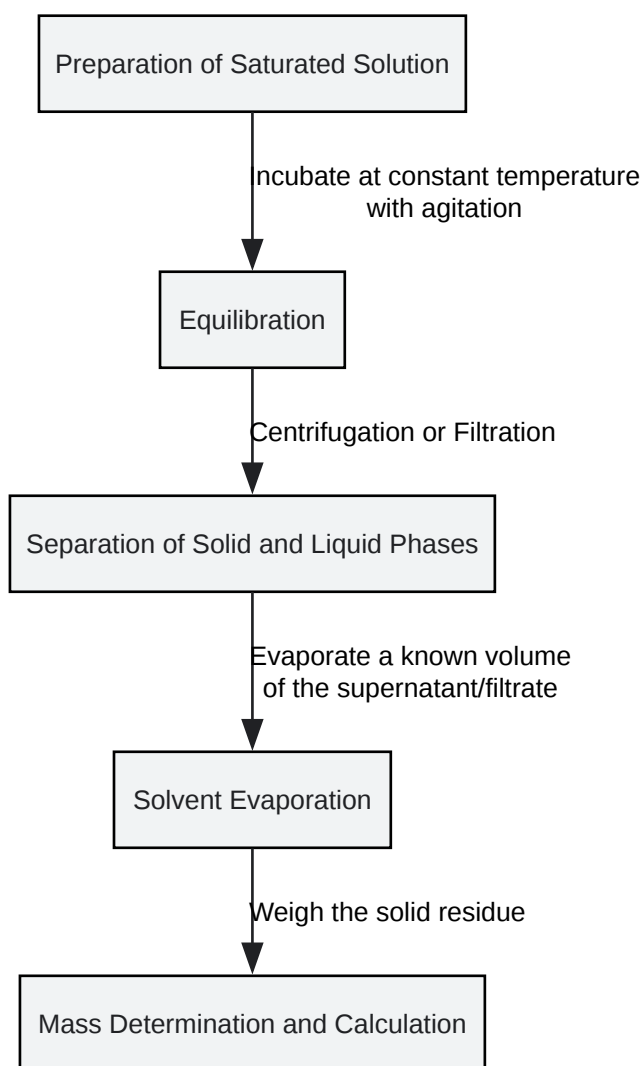 Preparation of Saturated Solution
Incubate at constant temperature
with agitation
Equilibration
Centrifugation or Filtration
Separation of Solid and Liquid Phases
Evaporate a known volume
of the supernatant/filtrate
Solvent Evaporation
Weigh the solid residue
Mass Determination and Calculation